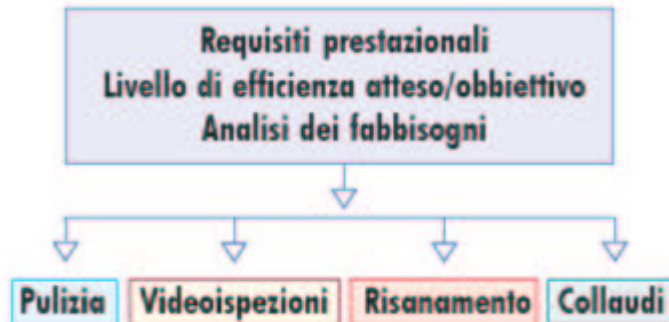 Requisiti prestazionali
Livello di efficienza atteso/obbiettivo
Analisi dei fabbisogni
Pulizia Videoispezioni Risanamento Collaudi